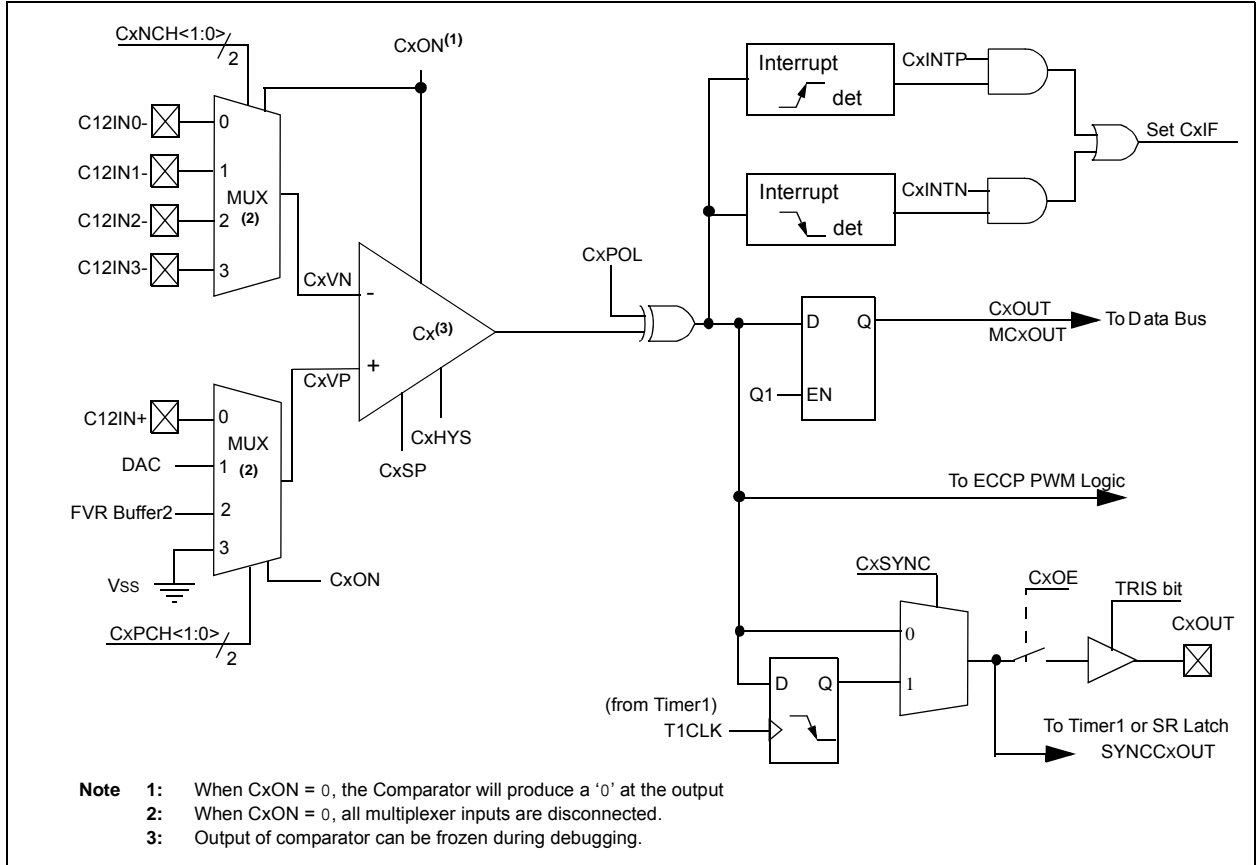 CxNCH<1:0>
2
CxON(1)
C12IN0-
C12IN1-
C12IN2-
C12IN3-
0
1
2
3
MUX
(2)
CxVN
-
Cx(3)
+
CxVP
CxHYS
CxSP
C12IN+
DAC
FVR Buffer2
VSS
0
1
2
3
MUX
(2)
CxON
CxPCH<1:0>
2
CxPOL
Interrupt
det
CxINTP
Interrupt
det
CxINTN
Set CxIF
D Q
EN
Q1
CxOUT
MCxOUT
To Data Bus
To ECCP PWM Logic
CxSYNC
0
1
D Q
(from Timer1)
T1CLK
CxOE
TRIS bit
CxOUT
To Timer1 or SR Latch
SYNCCxOUT
Note 1: When CxON = 0, the Comparator will produce a ‘0’ at the output
2: When CxON = 0, all multiplexer inputs are disconnected.
3: Output of comparator can be frozen during debugging.